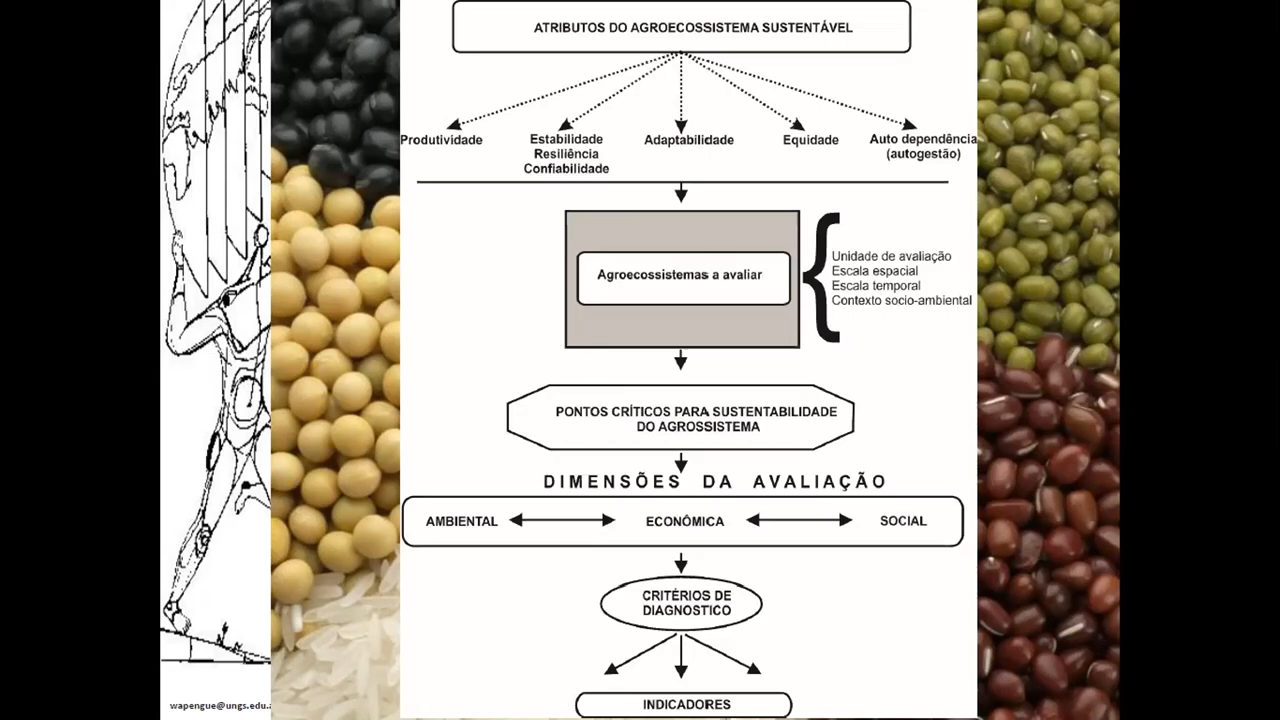 ATRIBUTOS DO AGROECOSSISTEMA SUSTENTÁVEL
Produtividade
Estabilidade
Resiliência
Confiabilidade
Adaptabilidade
Equidade
Auto dependência
(autogestão)
Agroecossistemas a avaliar
Unidade de avaliação
Escala espacial
Escala temporal
Contexto socio-ambiental
PONTOS CRÍTICOS PARA SUSTENTABILIDADE
DO AGROSSISTEMA
DIMENSÕES DA AVALIAÇÃO
AMBIENTAL
ECONÔMICA
SOCIAL
CRITÉRIOS DE
DIAGNOSTICO
INDICADORES